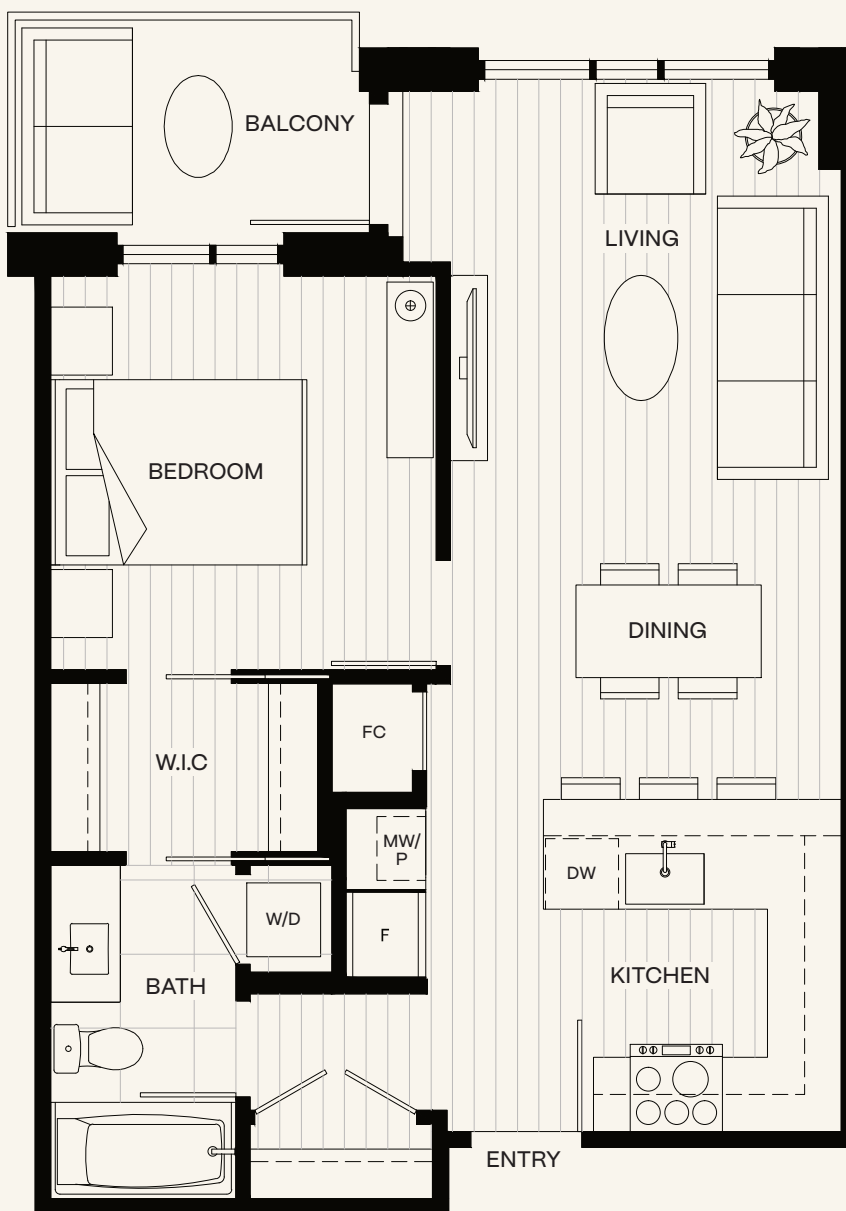 BALCONY
LIVING
BEDROOM
DINING
FC
W.I.C
MW/
P
DW
W/D
F
KITCHEN
BATH
ENTRY